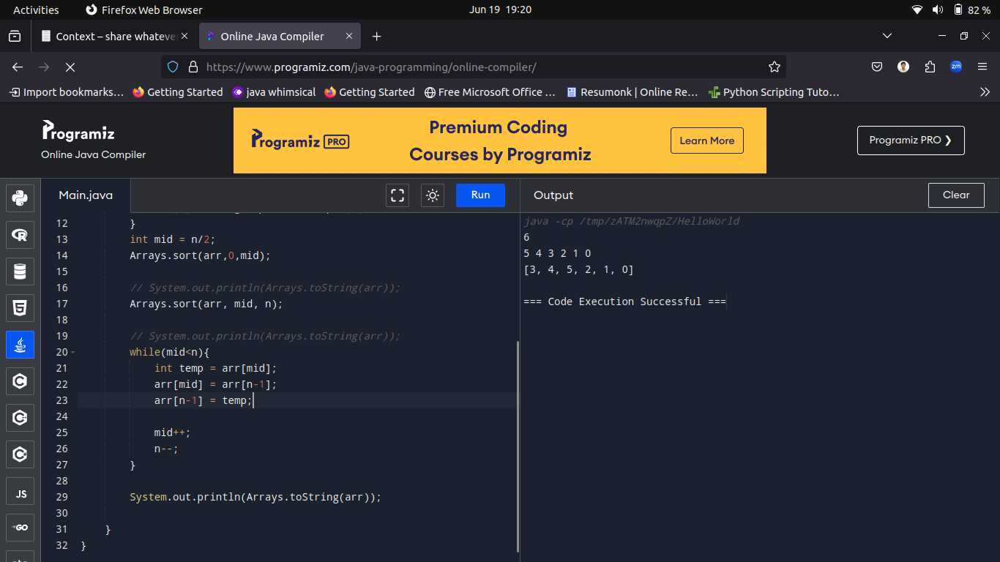 Activities Firefox Web Browser Jun 19 19:20 82 %
Context – share whateve Online Java Compiler
https://www.programiz.com/java-programming/online-compiler/ zm
Import bookmarks… Getting Started java whimsical Getting Started Free Microsoft Office … Resumonk | Online Re… Python Scripting Tuto…
Programiz
Online Java Compiler
Programiz PRO
Premium Coding
Courses by Programiz
Learn More
Programiz PRO ❯
Main.java Run Output Clear
12 }
13 int mid = n/2;
14 Arrays.sort(arr,0,mid);
15
16 // System.out.println(Arrays.toString(arr));
17 Arrays.sort(arr, mid, n);
18
19 // System.out.println(Arrays.toString(arr));
20 while(mid<n){
21 int temp = arr[mid];
22 arr[mid] = arr[n-1];
23 arr[n-1] = temp;
24
25 mid++;
26 n--;
27 }
28
29 System.out.println(Arrays.toString(arr));
30
31 }
32 }
java -cp /tmp/zATM2nwqpZ/HelloWorld
6
5 4 3 2 1 0
[3, 4, 5, 2, 1, 0]
=== Code Execution Successful ===
R
5
C
C
C
JS
GO